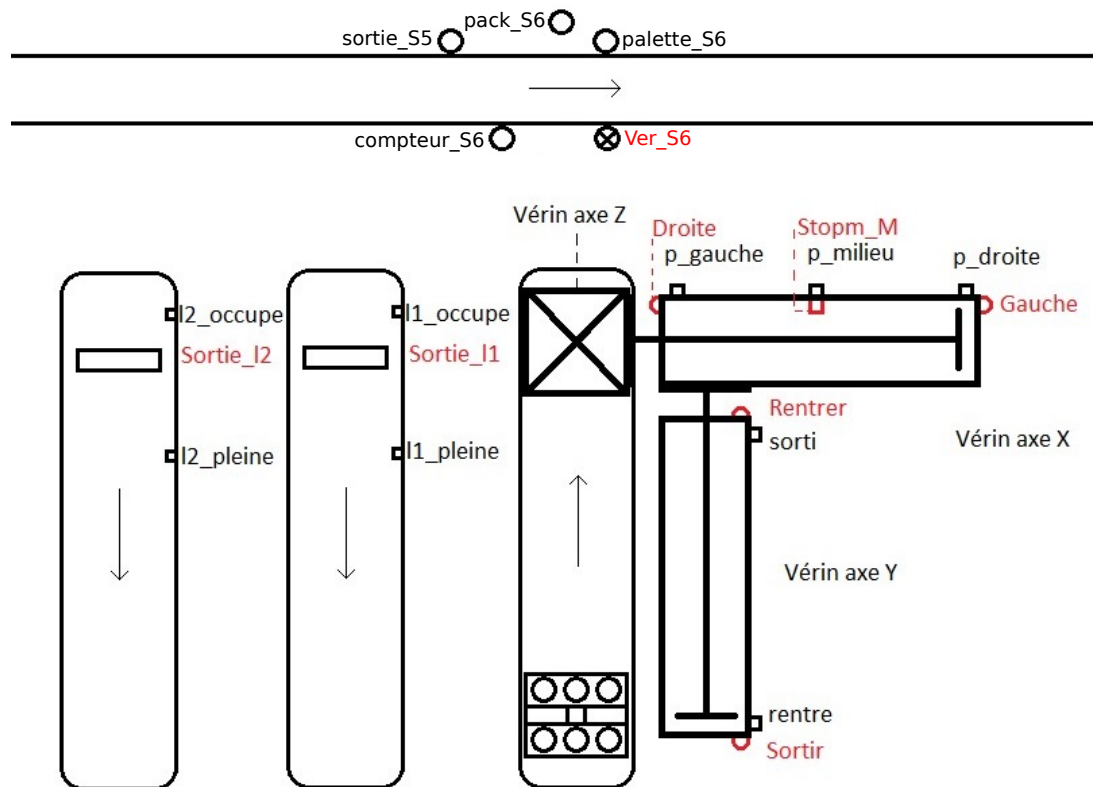 pack_S6
sortie_S5
palette_S6
compteur_S6
Ver_S6
Vérin axe Z
Droite
Stopm_M
p_gauche
p_milieu
p_droite
l2_occupe
l1_occupe
Gauche
Sortie_l2
Sortie_l1
Rentrer
sorti
Vérin axe X
l2_pleine
l1_pleine
Vérin axe Y
rentre
Sortir